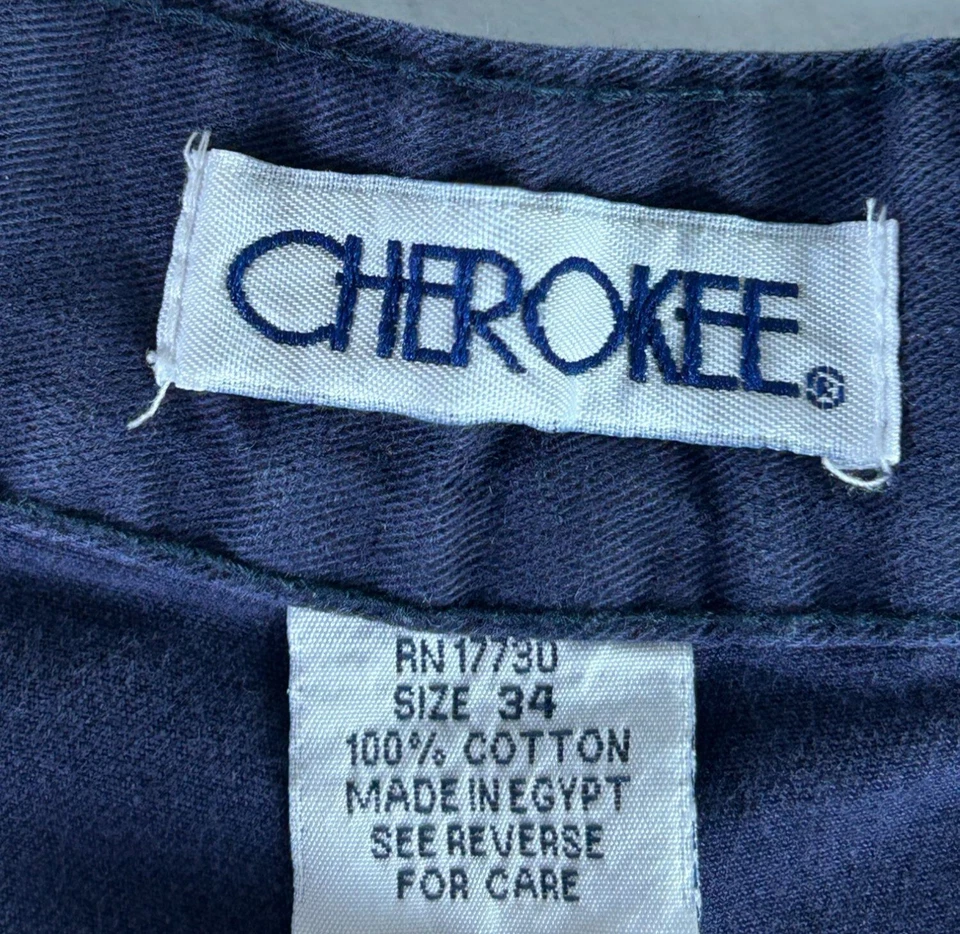 CHEROKEE®
RN 17730
SIZE 34
100% COTTON
MADE IN EGYPT
SEE REVERSE
FOR CARE